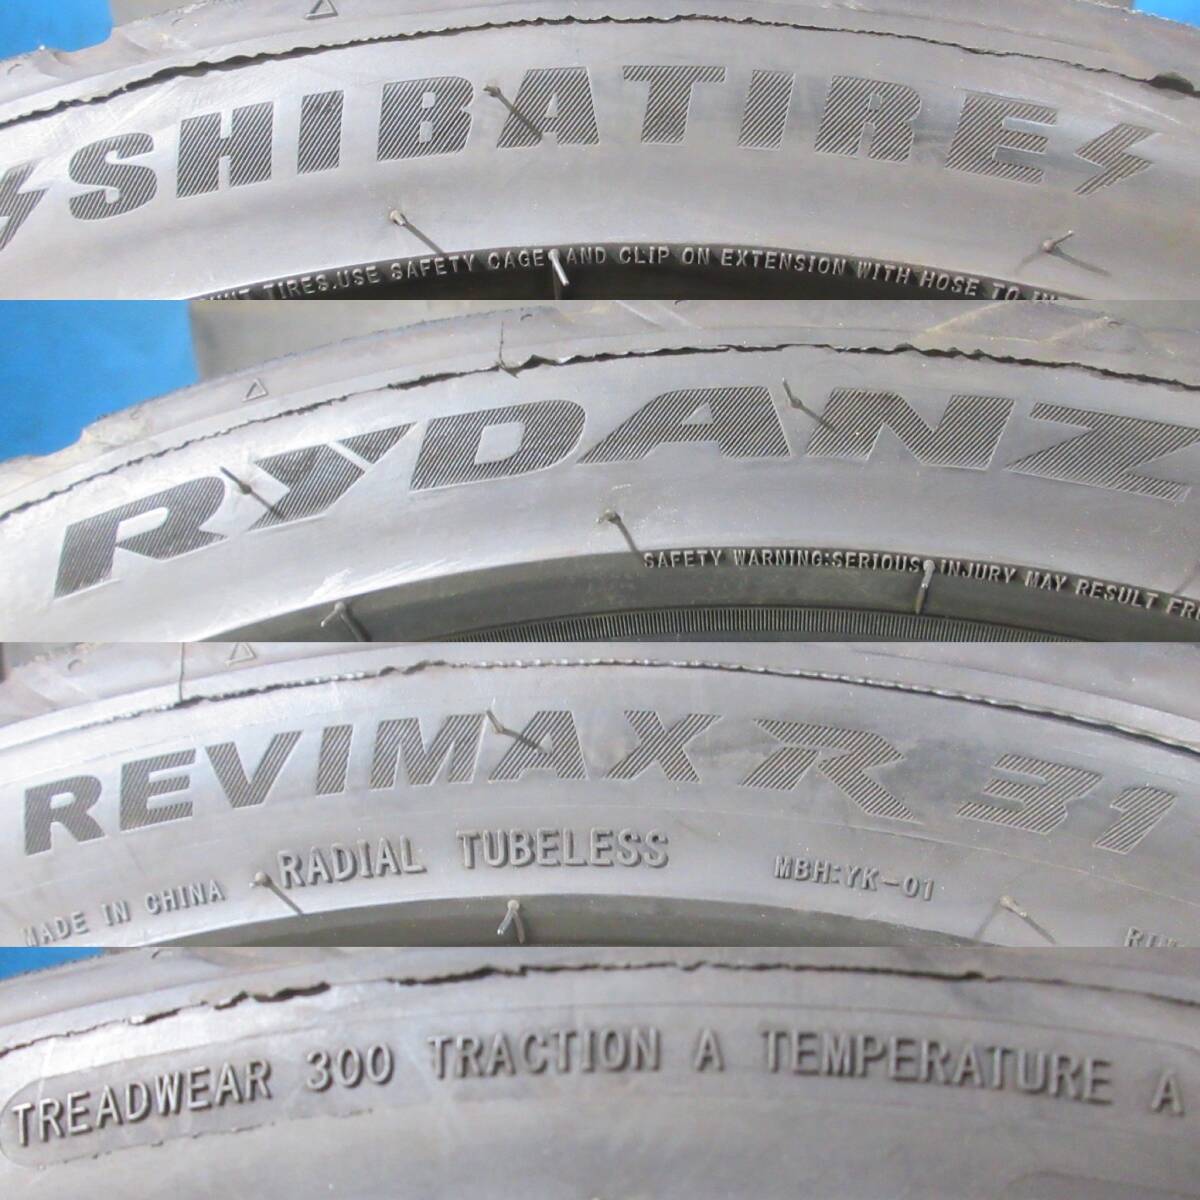 SHIBATIRE
TIRES.USE SAFETY CAGE AND CLIP ON EXTENSION WITH HOSE TO
RYDANZ
SAFETY WARNING:SERIOUS INJURY MAY RESULT
REVIMAX R31
RADIAL TUBELESS
MBH:YK-01
MADE IN CHINA
TREADWEAR 300 TRACTION A TEMPERATURE A